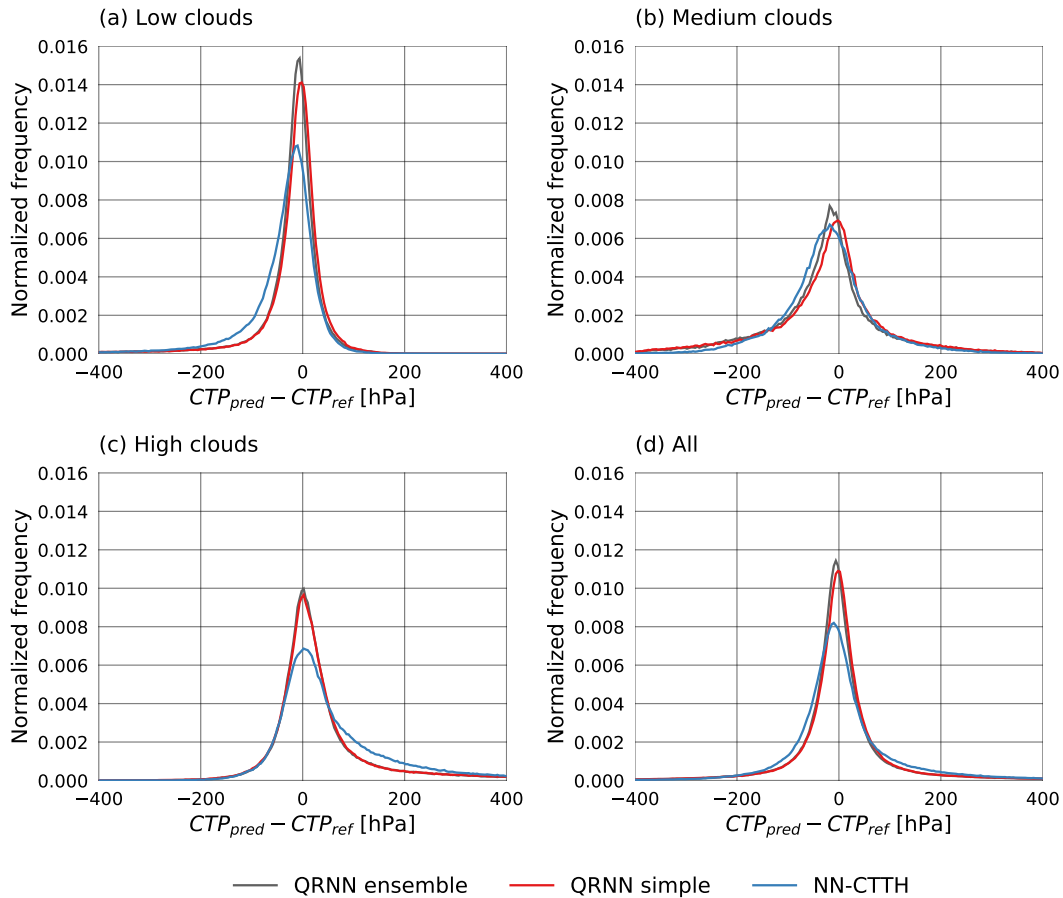 (a) Low clouds
Normalized frequency
0.016
0.014
0.012
0.010
0.008
0.006
0.004
0.002
0.000
−400 −200 0 200 400
CTP_pred − CTP_ref [hPa]
(b) Medium clouds
Normalized frequency
0.016
0.014
0.012
0.010
0.008
0.006
0.004
0.002
0.000
−400 −200 0 200 400
CTP_pred − CTP_ref [hPa]
(c) High clouds
Normalized frequency
0.016
0.014
0.012
0.010
0.008
0.006
0.004
0.002
0.000
−400 −200 0 200 400
CTP_pred − CTP_ref [hPa]
(d) All
Normalized frequency
0.016
0.014
0.012
0.010
0.008
0.006
0.004
0.002
0.000
−400 −200 0 200 400
CTP_pred − CTP_ref [hPa]
QRNN ensemble QRNN simple NN-CTTH